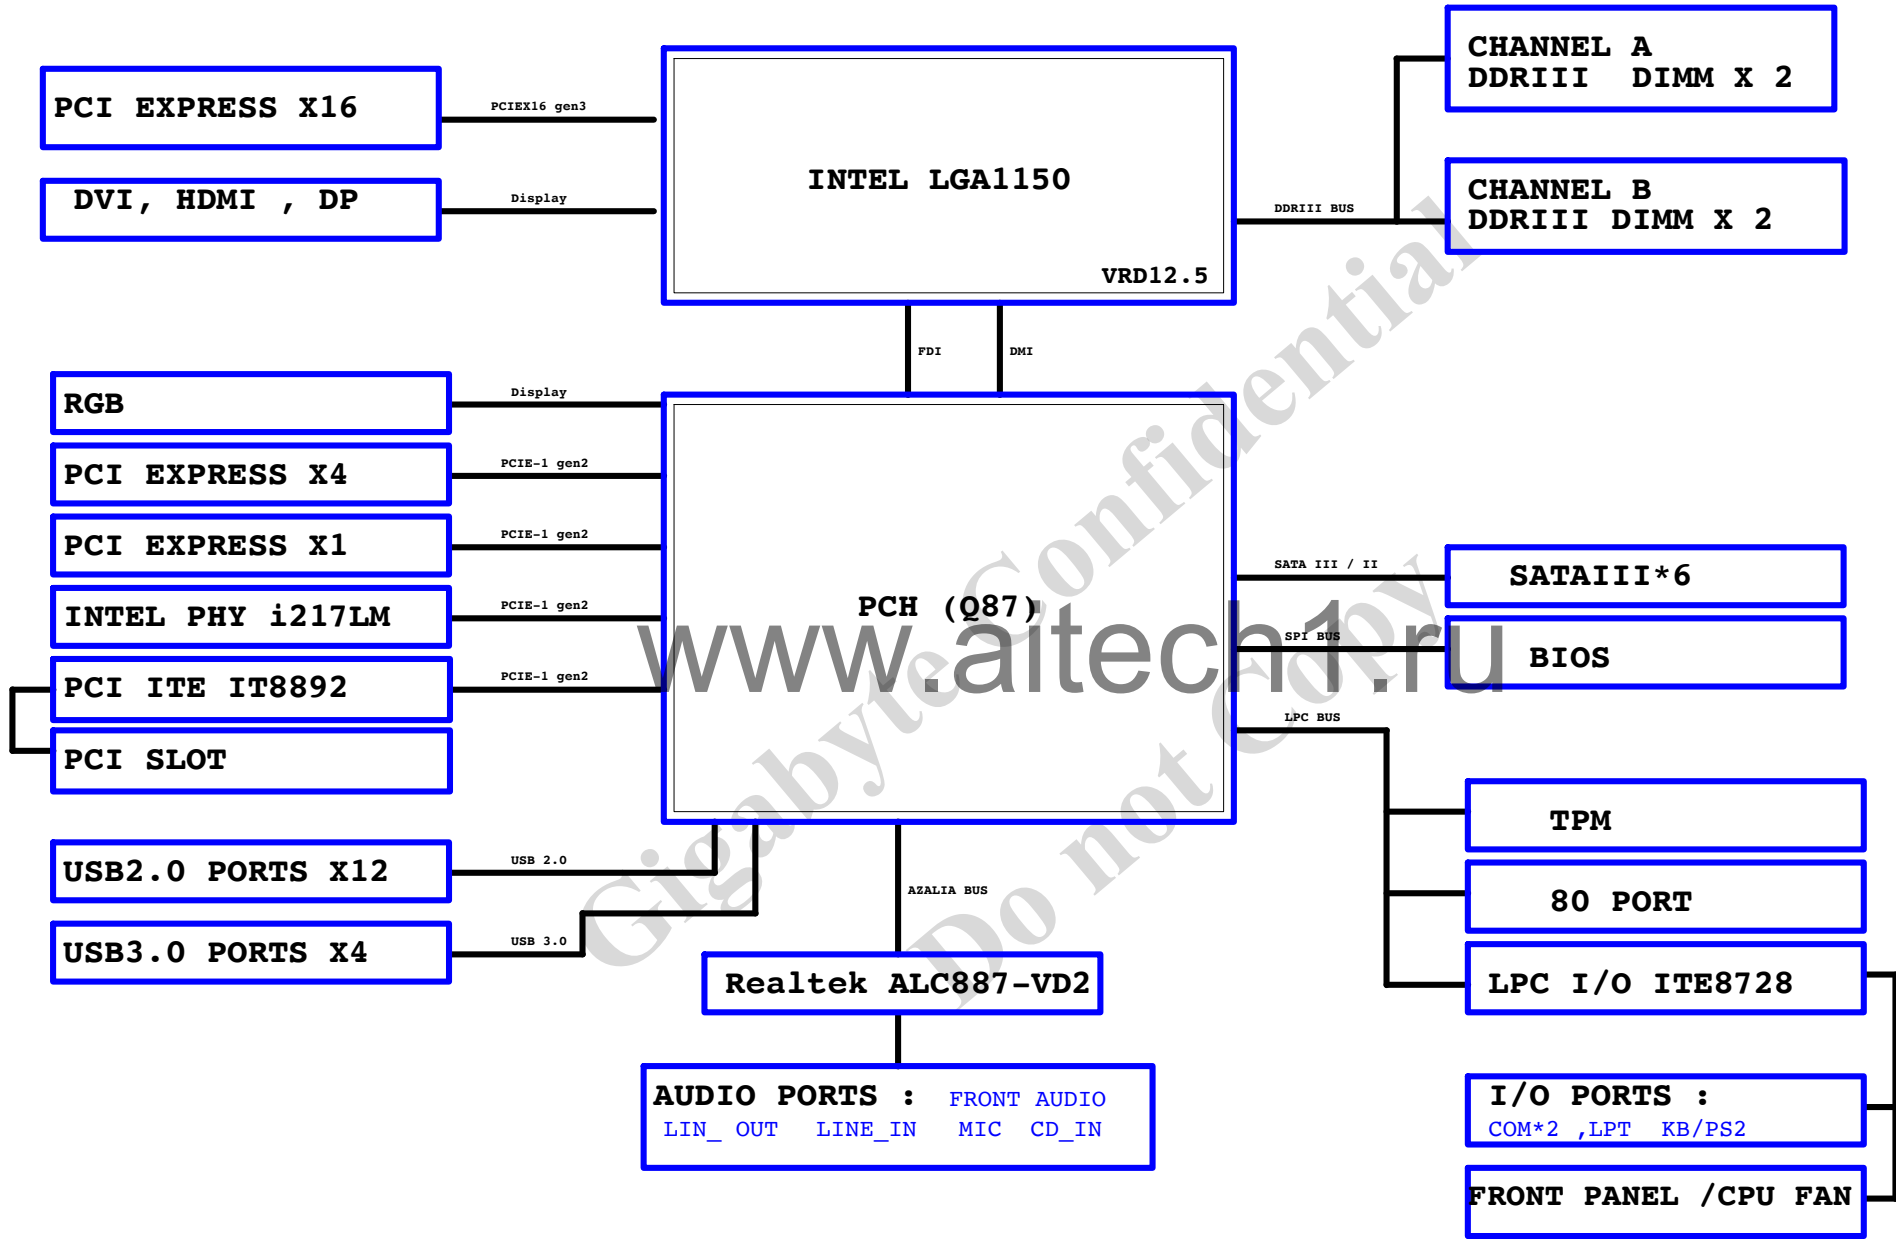 CHANNEL A
DDRIII DIMM X 2
PCI EXPRESS X16
PCIEX16 gen3
INTEL LGA1150
DVI, HDMI , DP
Display
CHANNEL B
DDRIII DIMM X 2
DDRIII BUS
VRD12.5
FDI
DMI
RGB
Display
PCI EXPRESS X4
PCIE-1 gen2
PCI EXPRESS X1
PCIE-1 gen2
INTEL PHY i217LM
PCIE-1 gen2
PCI ITE IT8892
PCIE-1 gen2
PCI SLOT
PCH (Q87)
SATA III / II
SATAIII*6
SPI BUS
BIOS
LPC BUS
TPM
80 PORT
LPC I/O ITE8728
USB2.0 PORTS X12
USB 2.0
USB3.0 PORTS X4
USB 3.0
AZALIA BUS
Realtek ALC887-VD2
AUDIO PORTS : FRONT AUDIO
LIN_ OUT LINE_IN MIC CD_IN
I/O PORTS :
COM*2 ,LPT KB/PS2
FRONT PANEL /CPU FAN
Gigabyte Confidential
Do not Copy
www.aitech1.ru